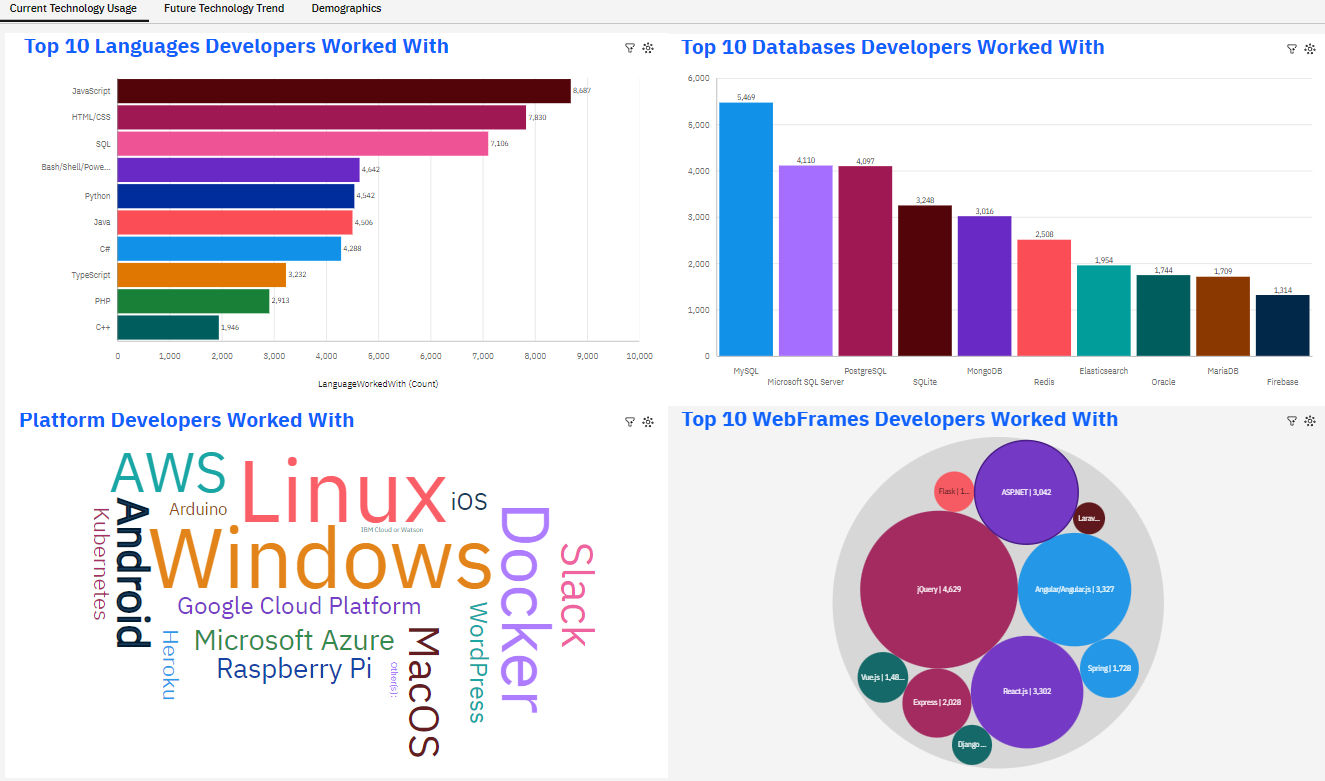 Current Technology Usage
Future Technology Trend
Demographics
Top 10 Languages Developers Worked With
JavaScript
8,687
HTML/CSS
7,830
SQL
7,106
Bash/Shell/Powe...
4,642
Python
4,542
Java
4,506
C#
4,288
TypeScript
3,232
PHP
2,913
C++
1,946
0
1,000
2,000
3,000
4,000
5,000
6,000
7,000
8,000
9,000
10,000
LanguageWorkedWith (Count)
Top 10 Databases Developers Worked With
6,000
5,000
4,000
3,000
2,000
1,000
0
5,469
4,110
4,097
3,248
3,016
2,508
1,954
1,744
1,709
1,314
MySQL
Microsoft SQL Server
PostgreSQL
SQLite
MongoDB
Redis
Elasticsearch
Oracle
MariaDB
Firebase
Platform Developers Worked With
AWS
Linux
iOS
Arduino
IBM Cloud or Watson
Kubernetes
Android
Windows
Docker
Slack
Google Cloud Platform
Microsoft Azure
Raspberry Pi
Heroku
Other(s):
MacOS
WordPress
Top 10 WebFrames Developers Worked With
Flask | 1...
ASP.NET | 3,042
Larav...
jQuery | 4,629
Angular/Angular.js | 3,327
Vue.js | 1,48...
Express | 2,028
React.js | 3,302
Spring | 1,728
Django ...